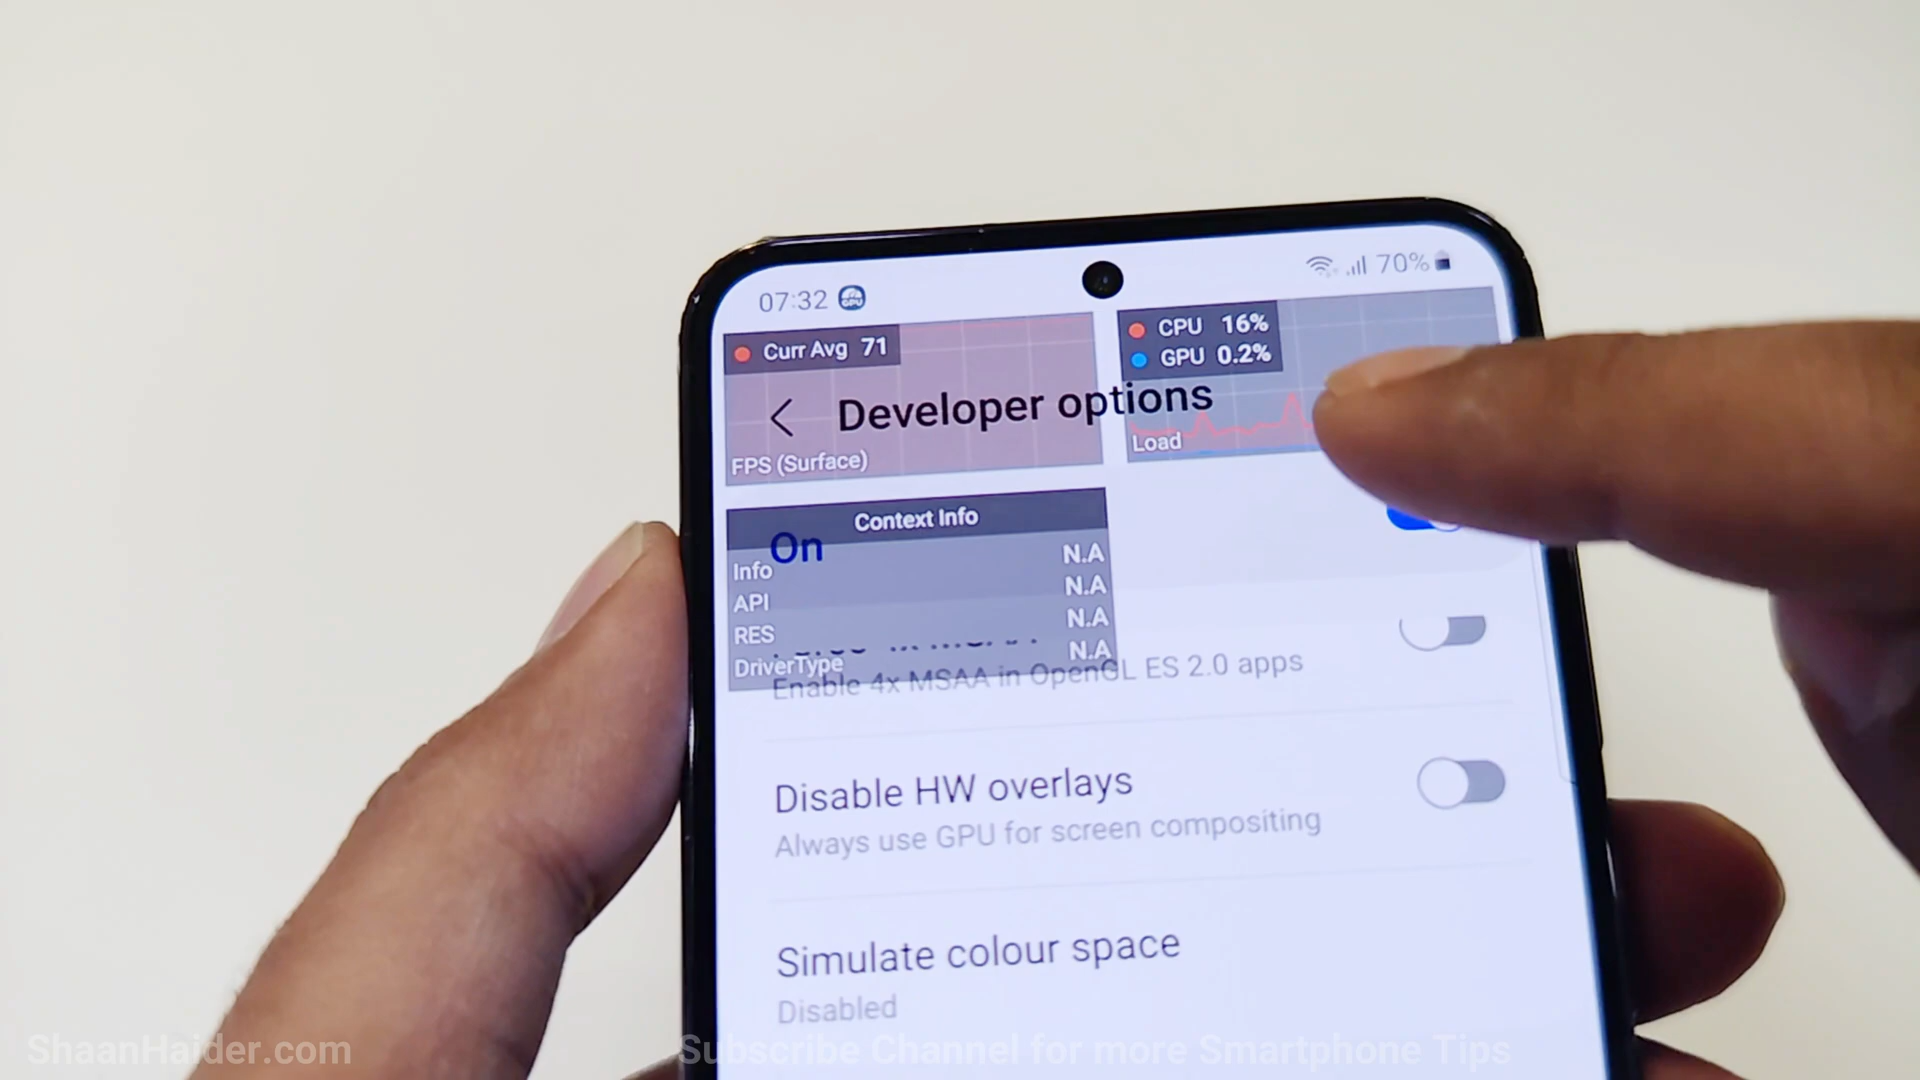 07:32 GPU 70%
Curr Avg 71
CPU 16%
GPU 0.2%
Developer options
FPS (Surface)
Load
Context Info
On
Info N.A
API N.A
RES N.A
DriverType N.A
Enable 4x MSAA in OpenGL ES 2.0 apps
Disable HW overlays
Always use GPU for screen compositing
Simulate colour space
Disabled
ShaanHaider.com
Subscribe Channel for more Smartphone Tips